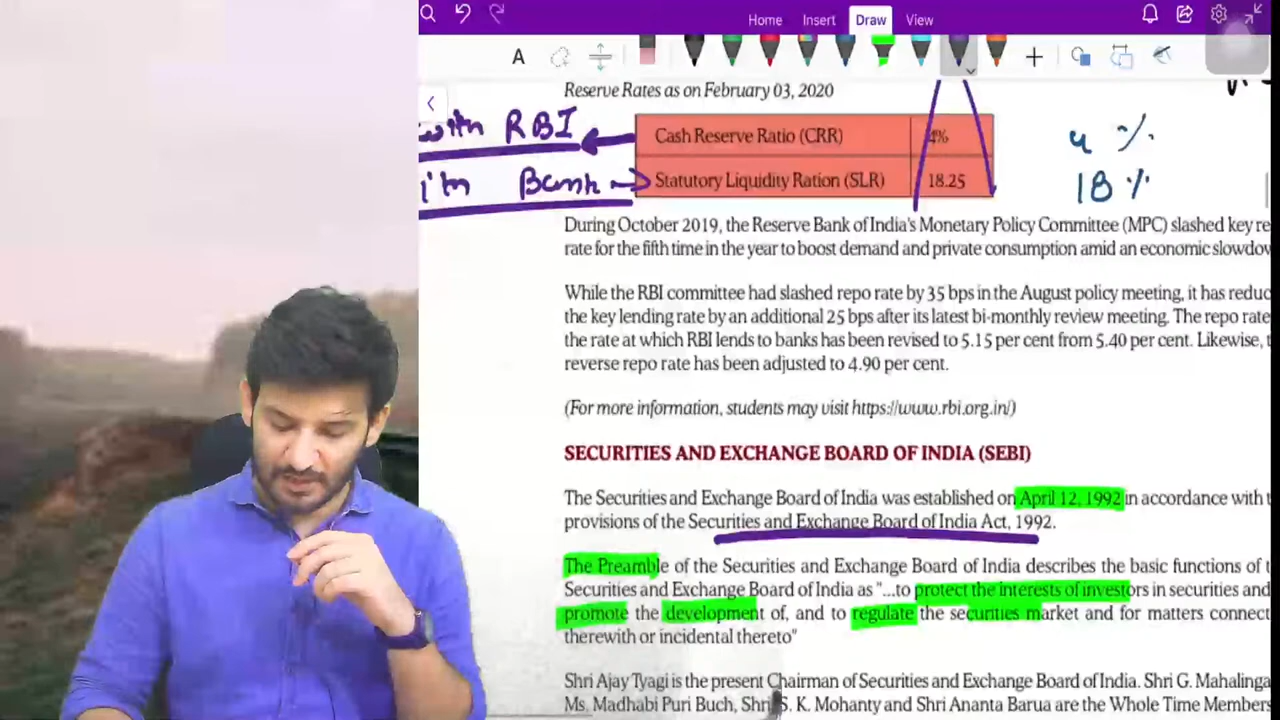 Home Insert Draw View
A
Reserve Rates as on February 03, 2020
with RBI
Cash Reserve Ratio (CRR) 4% 4 %
i'm Bank
Statutory Liquidity Ration (SLR) 18.25 18 %
During October 2019, the Reserve Bank of India's Monetary Policy Committee (MPC) slashed key re
rate for the fifth time in the year to boost demand and private consumption amid an economic slowdow
While the RBI committee had slashed repo rate by 35 bps in the August policy meeting, it has reduc
the key lending rate by an additional 25 bps after its latest bi-monthly review meeting. The repo rate
the rate at which RBI lends to banks has been revised to 5.15 per cent from 5.40 per cent. Likewise, t
reverse repo rate has been adjusted to 4.90 per cent.
(For more information, students may visit https://www.rbi.org.in/)
SECURITIES AND EXCHANGE BOARD OF INDIA (SEBI)
The Securities and Exchange Board of India was established on April 12, 1992 in accordance with t
provisions of the Securities and Exchange Board of India Act, 1992.
The Preamble of the Securities and Exchange Board of India describes the basic functions of t
Securities and Exchange Board of India as "...to protect the interests of investors in securities and
promote the development of, and to regulate the securities market and for matters connect
therewith or incidental thereto"
Shri Ajay Tyagi is the present Chairman of Securities and Exchange Board of India. Shri G. Mahalinga
Ms. Madhabi Puri Buch, Shri S. K. Mohanty and Shri Ananta Barua are the Whole Time Members